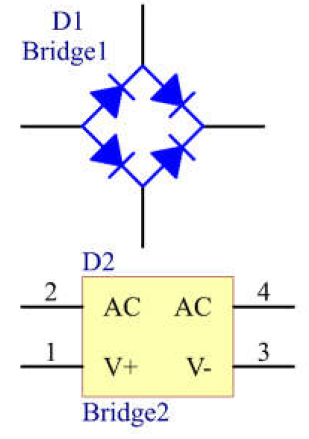 D1
Bridge1
D2
2 AC AC 4
1 V+ V- 3
Bridge2